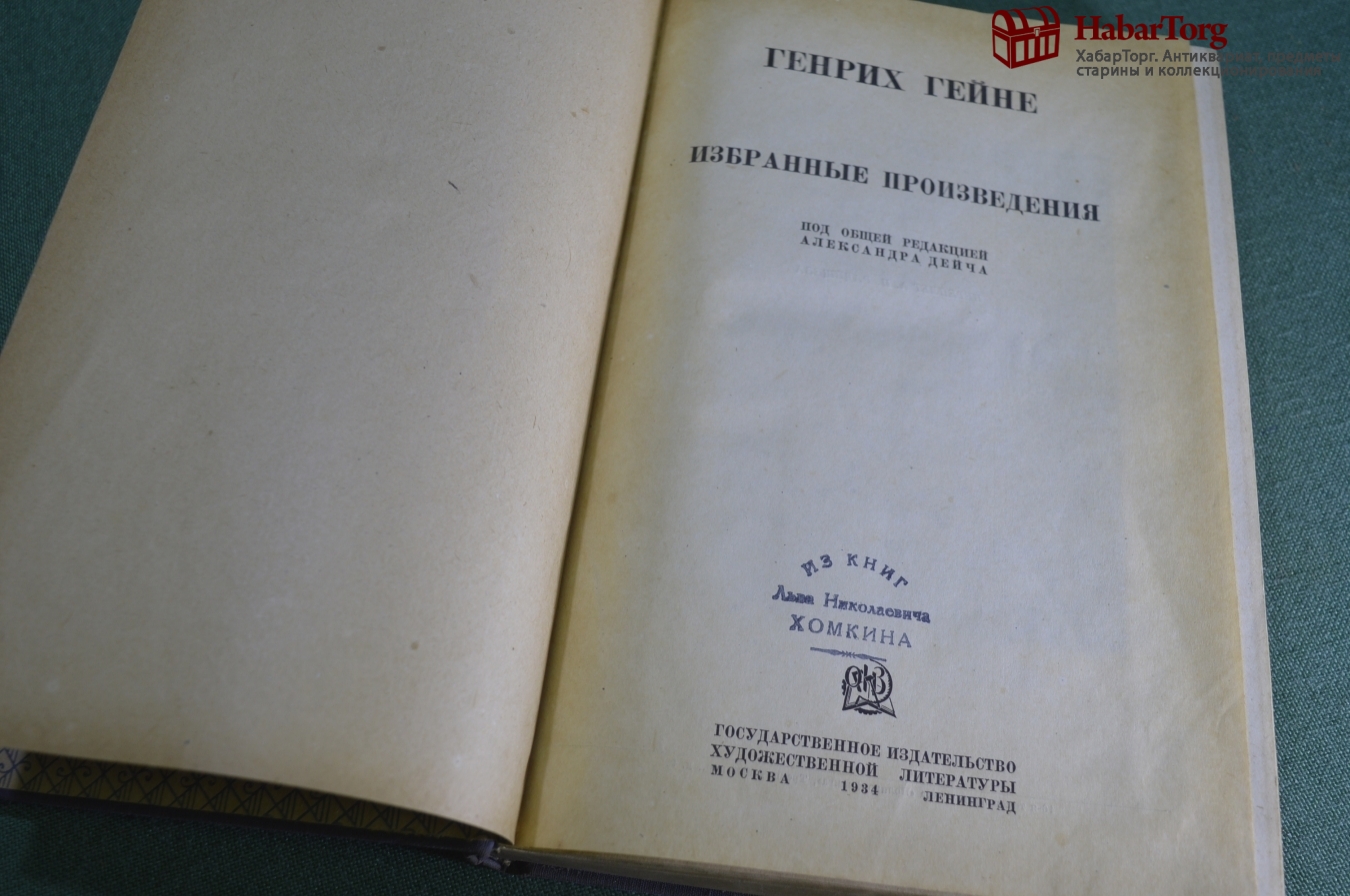 HabarTorg
ХабарТорг. Антиквариат, предметы
старины и коллекционирования
ГЕНРИХ ГЕЙНЕ
ИЗБРАННЫЕ ПРОИЗВЕДЕНИЯ
ПОД ОБЩЕЙ РЕДАКЦИЕЙ
АЛЕКСАНДРА ДЕЙЧА
ИЗ КНИГ
Льва Николаевича
ХОМКИНА
ГОСУДАРСТВЕННОЕ ИЗДАТЕЛЬСТВО
ХУДОЖЕСТВЕННОЙ ЛИТЕРАТУРЫ
МОСКВА 1934 ЛЕНИНГРАД